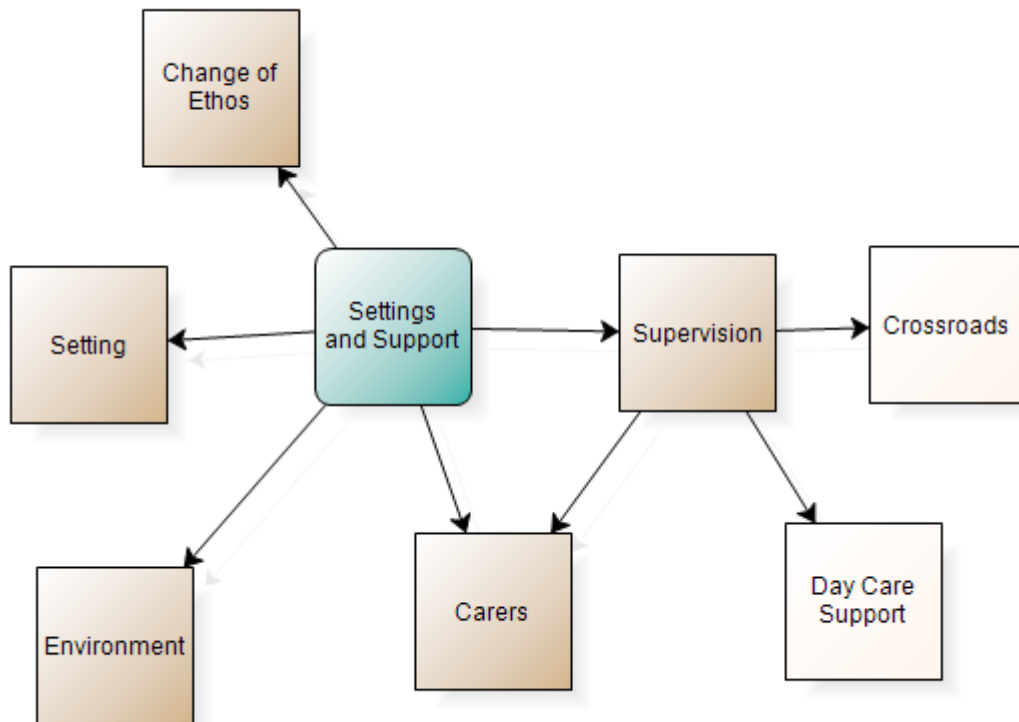 Change of
Ethos
Setting
Settings
and Support
Supervision
Crossroads
Environment
Carers
Day Care
Support